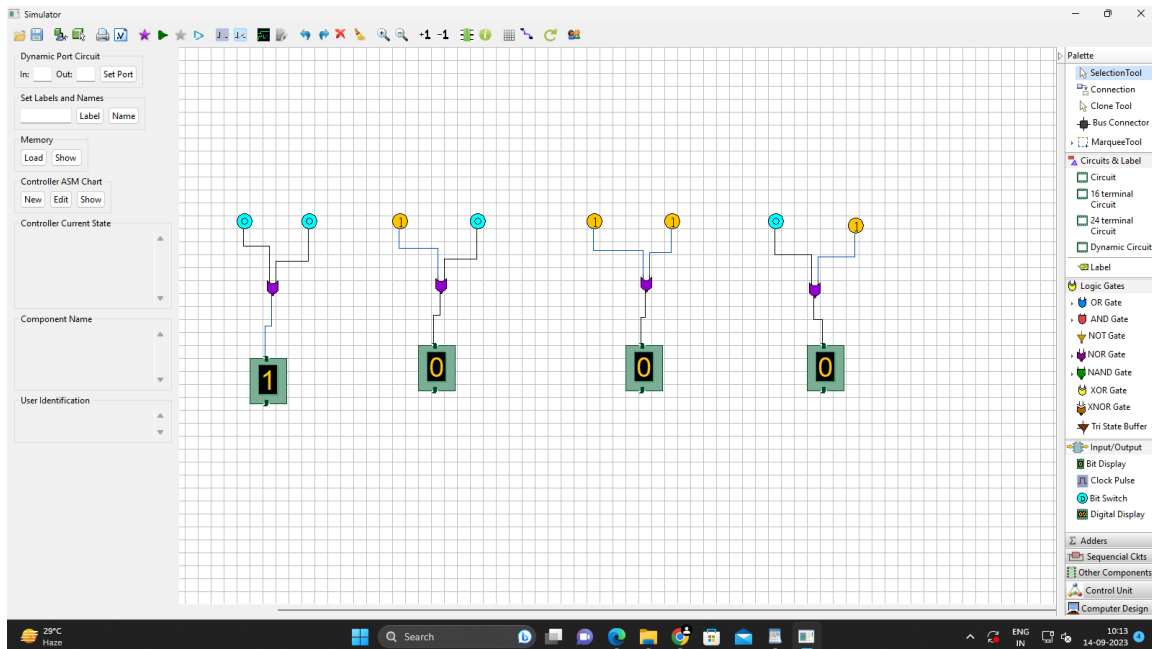 Simulator
+1 -1
Dynamic Port Circuit
In: Out: Set Port
Set Labels and Names
Label Name
Memory
Load Show
Controller ASM Chart
New Edit Show
Controller Current State
Component Name
User Identification
1 1 1 1
1 0 0 0
Palette
SelectionTool
Connection
Clone Tool
Bus Connector
MarqueeTool
Circuits & Label
Circuit
16 terminal
Circuit
24 terminal
Circuit
Dynamic Circuit
Label
Logic Gates
OR Gate
AND Gate
NOT Gate
NOR Gate
NAND Gate
XOR Gate
XNOR Gate
Tri State Buffer
Input/Output
Bit Display
Clock Pulse
Bit Switch
Digital Display
Σ Adders
Sequencial Ckts
Other Components
Control Unit
Computer Design
29°C
Haze
Search
ENG
IN
10:13
14-09-2023
4